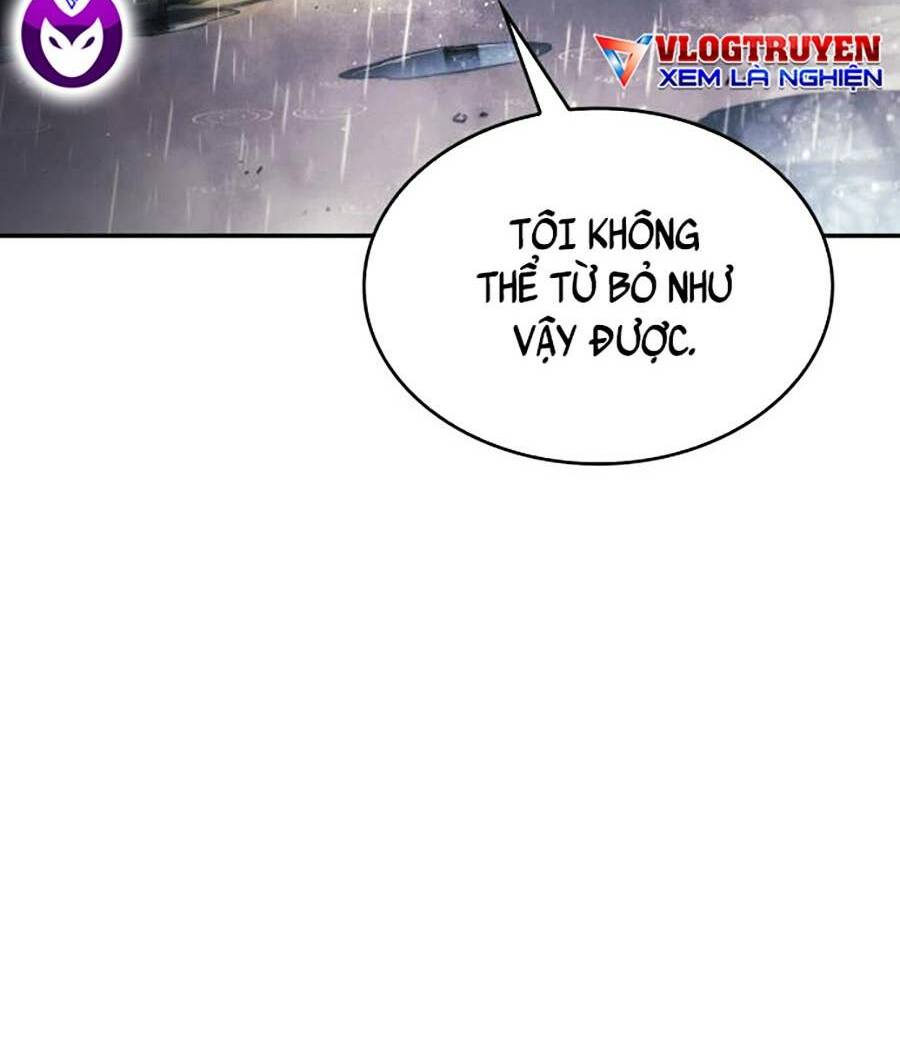 VLOGTRUYEN
XEM LÀ NGHIỆN
TÔI KHÔNG
THỂ TỪ BỎ NHƯ
VẬY ĐƯỢC.